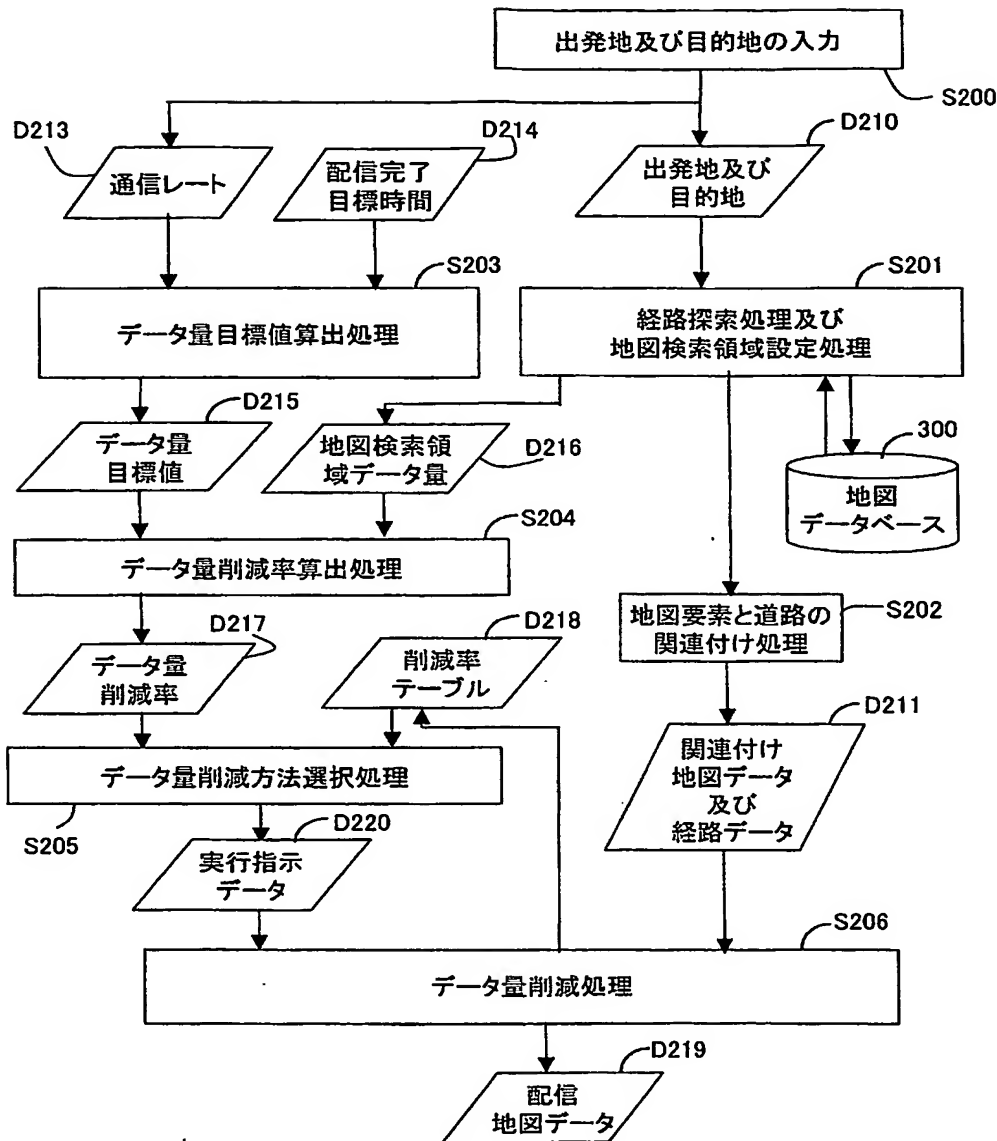 出発地及び目的地の入力
S200
D213
通信レート
D214
配信完了
目標時間
D210
出発地及び
目的地
S203
データ量目標値算出処理
S201
経路探索処理及び
地図検索領域設定処理
D215
データ量
目標値
地図検索領
域データ量
D216
300
地図
データベース
S204
データ量削減率算出処理
S202
地図要素と道路の
関連付け処理
D217
データ量
削減率
D218
削減率
テーブル
D211
関連付け
地図データ
及び
経路データ
データ量削減方法選択処理
S205
D220
実行指示
データ
S206
データ量削減処理
D219
配信
地図データ